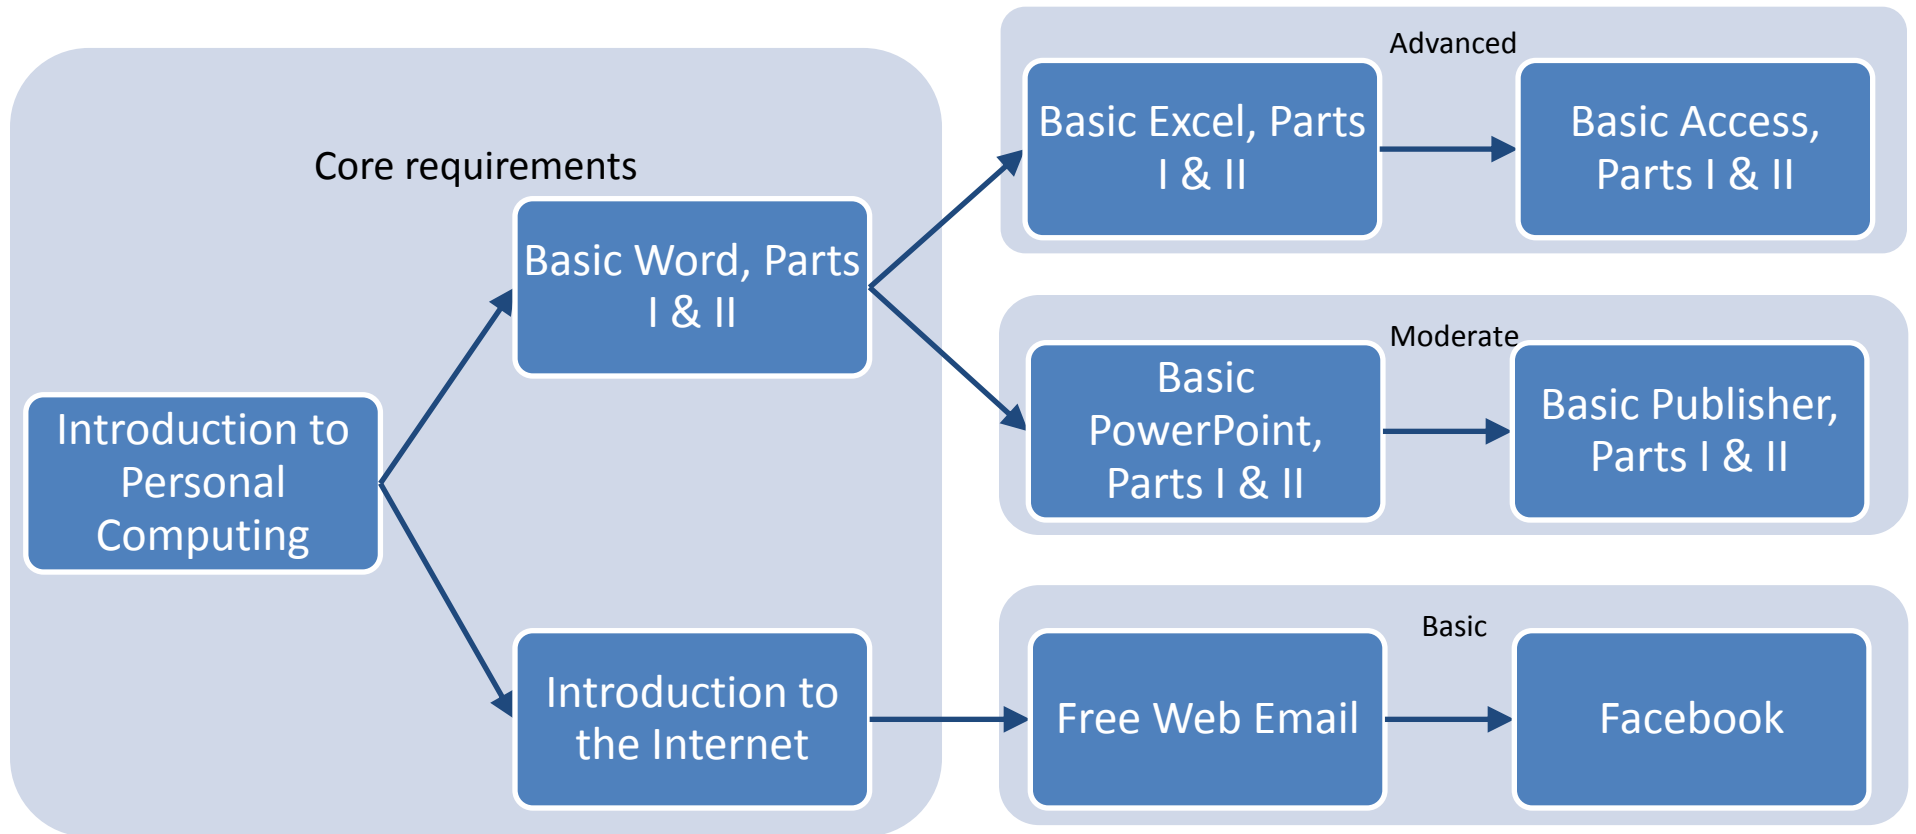 Core requirements
Introduction to
Personal
Computing
Basic Word, Parts
I & II
Introduction to
the Internet
Advanced
Basic Excel, Parts
I & II
Basic Access,
Parts I & II
Moderate
Basic
PowerPoint,
Parts I & II
Basic Publisher,
Parts I & II
Basic
Free Web Email
Facebook